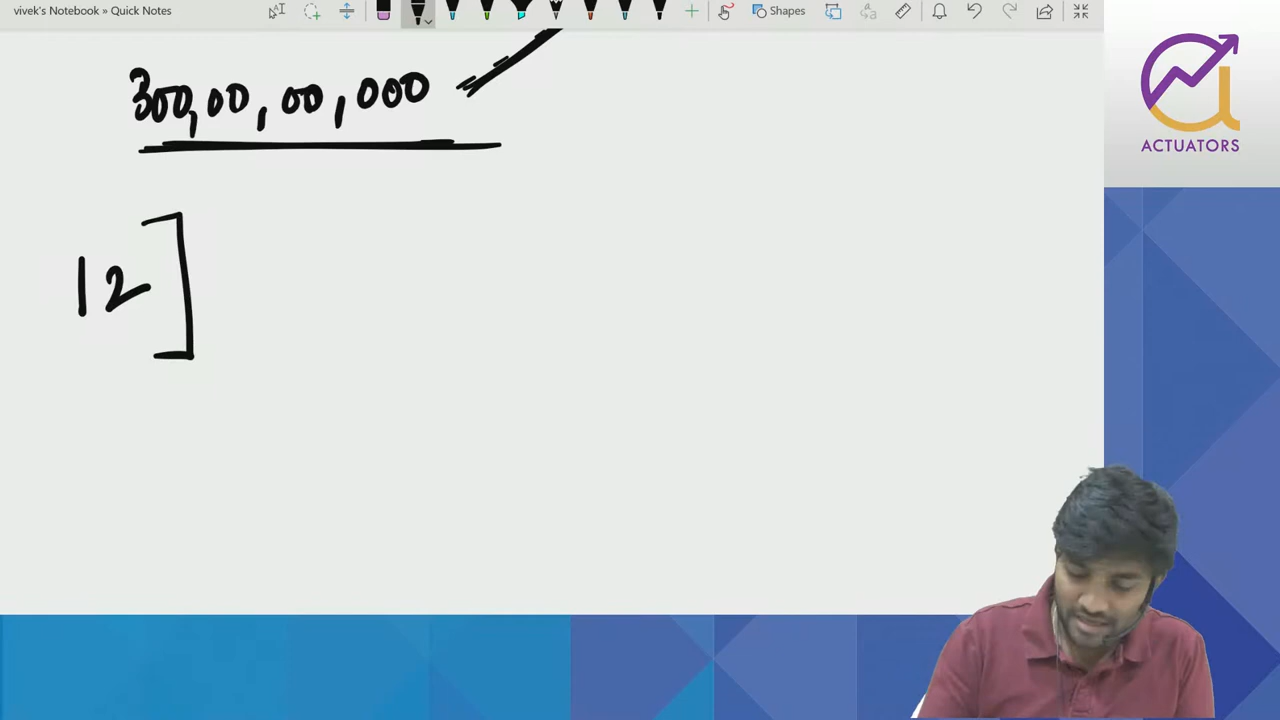 vivek's Notebook » Quick Notes
Shapes
300,00,00,000
12]
ACTUATORS